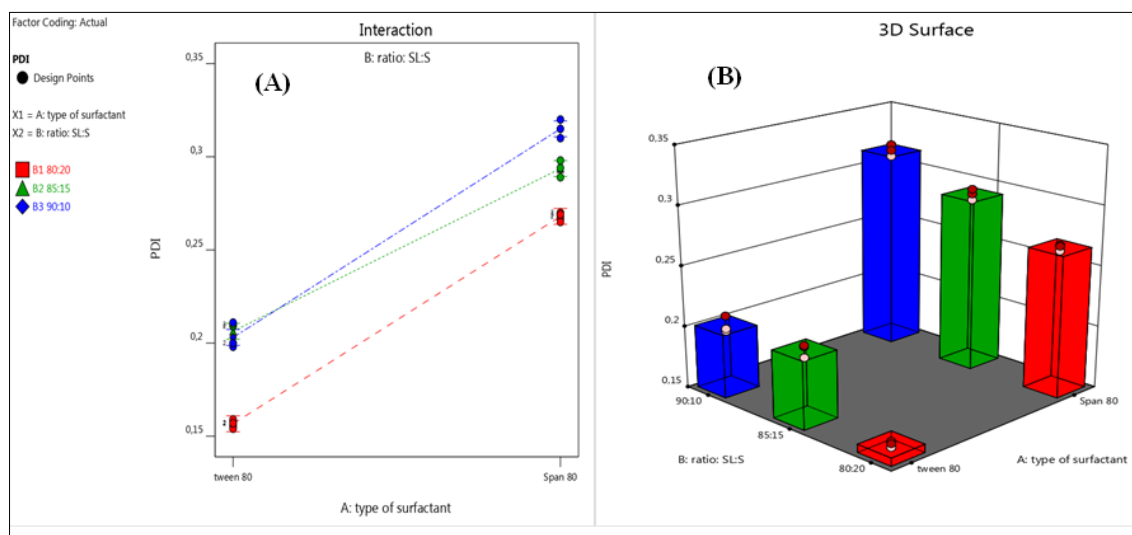 Factor Coding: Actual
PDI
Design Points
X1 = A: type of surfactant
X2 = B: ratio: SL:S
B1 80:20
B2 85:15
B3 90:10
Interaction
B: ratio: SL:S
(A)
0,35
0,3
0,25
0,2
0,15
PDI
tween 80
Span 80
A: type of surfactant
3D Surface
(B)
0.35
0.3
0.25
0.2
0.15
PDI
90:10
85:15
80:20
B: ratio: SL:S
tween 80
Span 80
A: type of surfactant